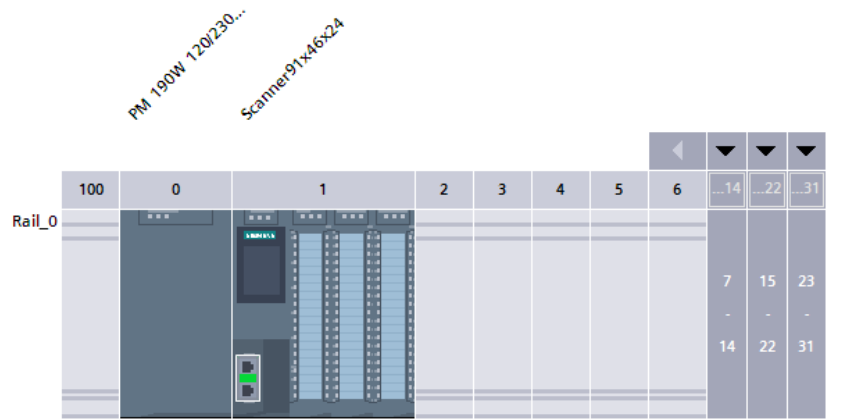 PM 190W 120/230...
Scanner91x46x24
100 0 1 2 3 4 5 6 ...14 ...22 ...31
Rail_0
SIEMENS
7 15 23
- - -
14 22 31